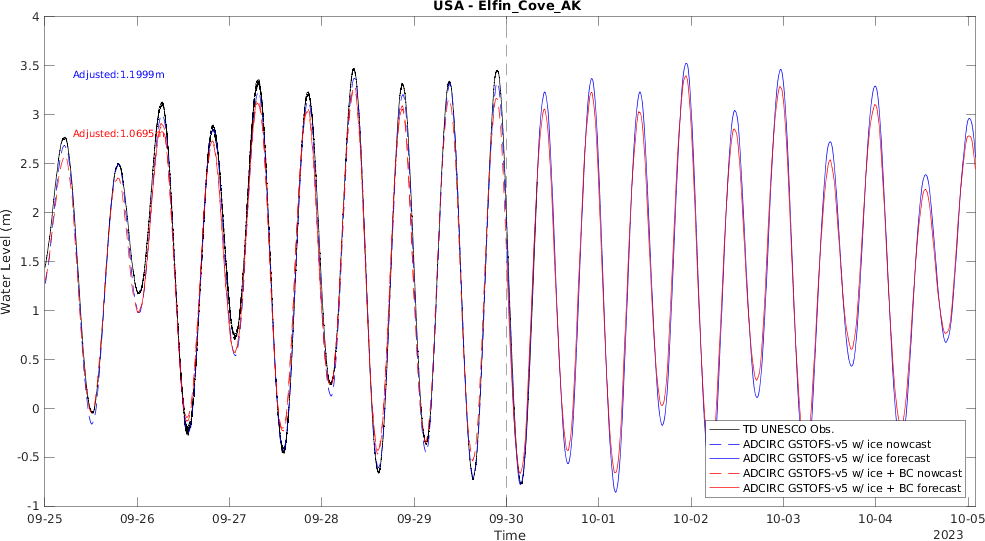 USA - Elfin_Cove_AK
Adjusted:1.1999m
Adjusted:1.0695m
Water Level (m)
4
3.5
3
2.5
2
1.5
1
0.5
0
-0.5
-1
TD UNESCO Obs.
ADCIRC GSTOFS-v5 w/ ice nowcast
ADCIRC GSTOFS-v5 w/ ice forecast
ADCIRC GSTOFS-v5 w/ ice + BC nowcast
ADCIRC GSTOFS-v5 w/ ice + BC forecast
09-25 09-26 09-27 09-28 09-29 09-30 10-01 10-02 10-03 10-04 10-05
Time
2023